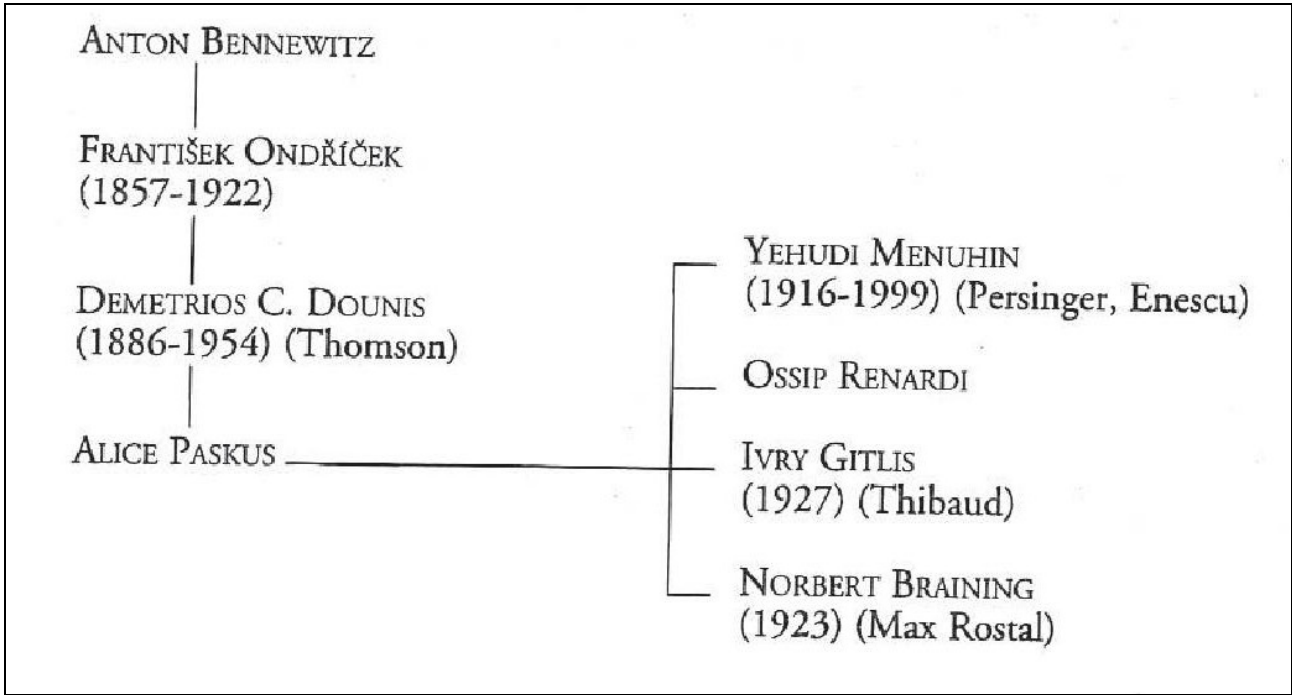 ANTON BENNEWITZ
FRANTIŠEK ONDŘÍČEK
(1857-1922)
DEMETRIOS C. DOUNIS
(1886-1954) (Thomson)
ALICE PASKUS
YEHUDI MENUHIN
(1916-1999) (Persinger, Enescu)
OSSIP RENARDI
IVRY GITLIS
(1927) (Thibaud)
NORBERT BRAINING
(1923) (Max Rostal)